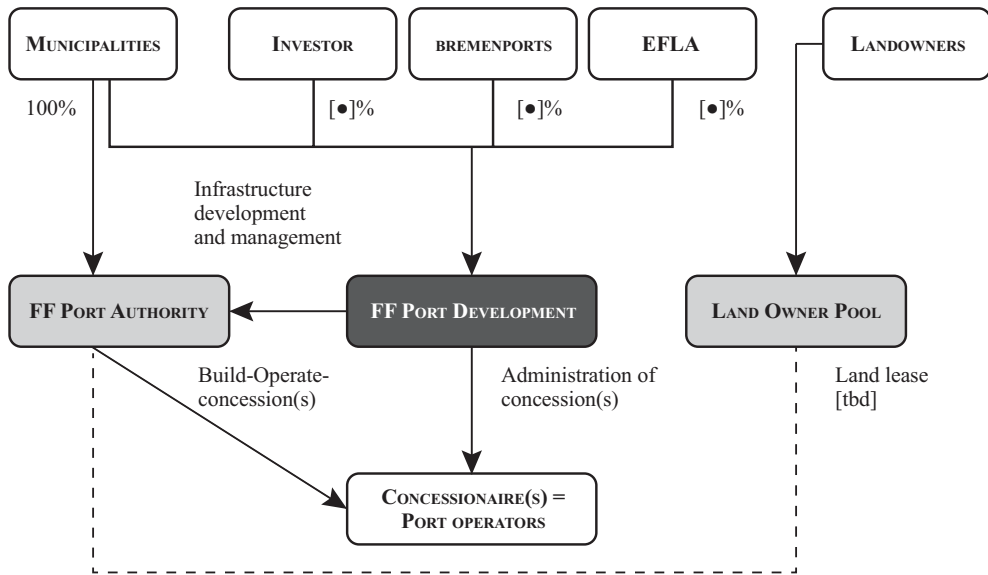 MUNICIPALITIES
INVESTOR
BREMENPORTS
EFLA
LANDOWNERS
100%
[●]%
[●]%
[●]%
Infrastructure
development
and management
FF PORT AUTHORITY
FF PORT DEVELOPMENT
LAND OWNER POOL
Build-Operate-
concession(s)
Administration of
concession(s)
Land lease
[tbd]
CONCESSIONAIRE(S) =
PORT OPERATORS